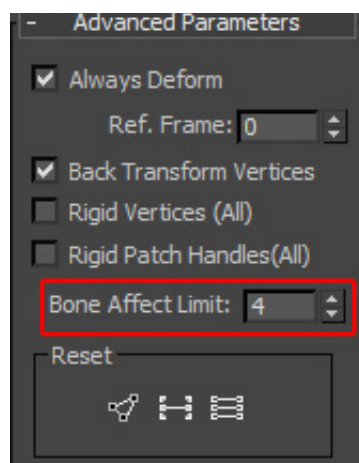 - Advanced Parameters
Always Deform
Ref. Frame: 0
Back Transform Vertices
Rigid Vertices (All)
Rigid Patch Handles(All)
Bone Affect Limit: 4
Reset